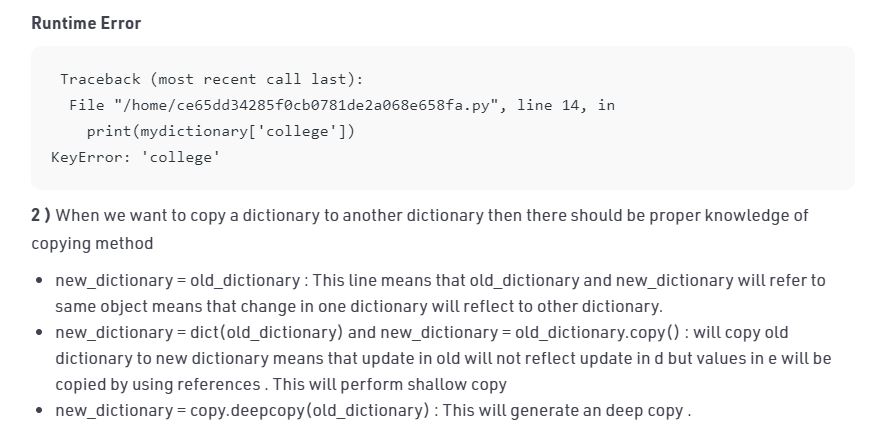 Runtime Error
Traceback (most recent call last):
File "/home/ce65dd34285f0cb0781de2a068e658fa.py", line 14, in
print(mydictionary['college'])
KeyError: 'college'
2 ) When we want to copy a dictionary to another dictionary then there should be proper knowledge of
copying method
• new_dictionary = old_dictionary : This line means that old_dictionary and new_dictionary will refer to
same object means that change in one dictionary will reflect to other dictionary.
• new_dictionary = dict(old_dictionary) and new_dictionary = old_dictionary.copy() : will copy old
dictionary to new dictionary means that update in old will not reflect update in d but values in e will be
copied by using references . This will perform shallow copy
• new_dictionary = copy.deepcopy(old_dictionary) : This will generate an deep copy .